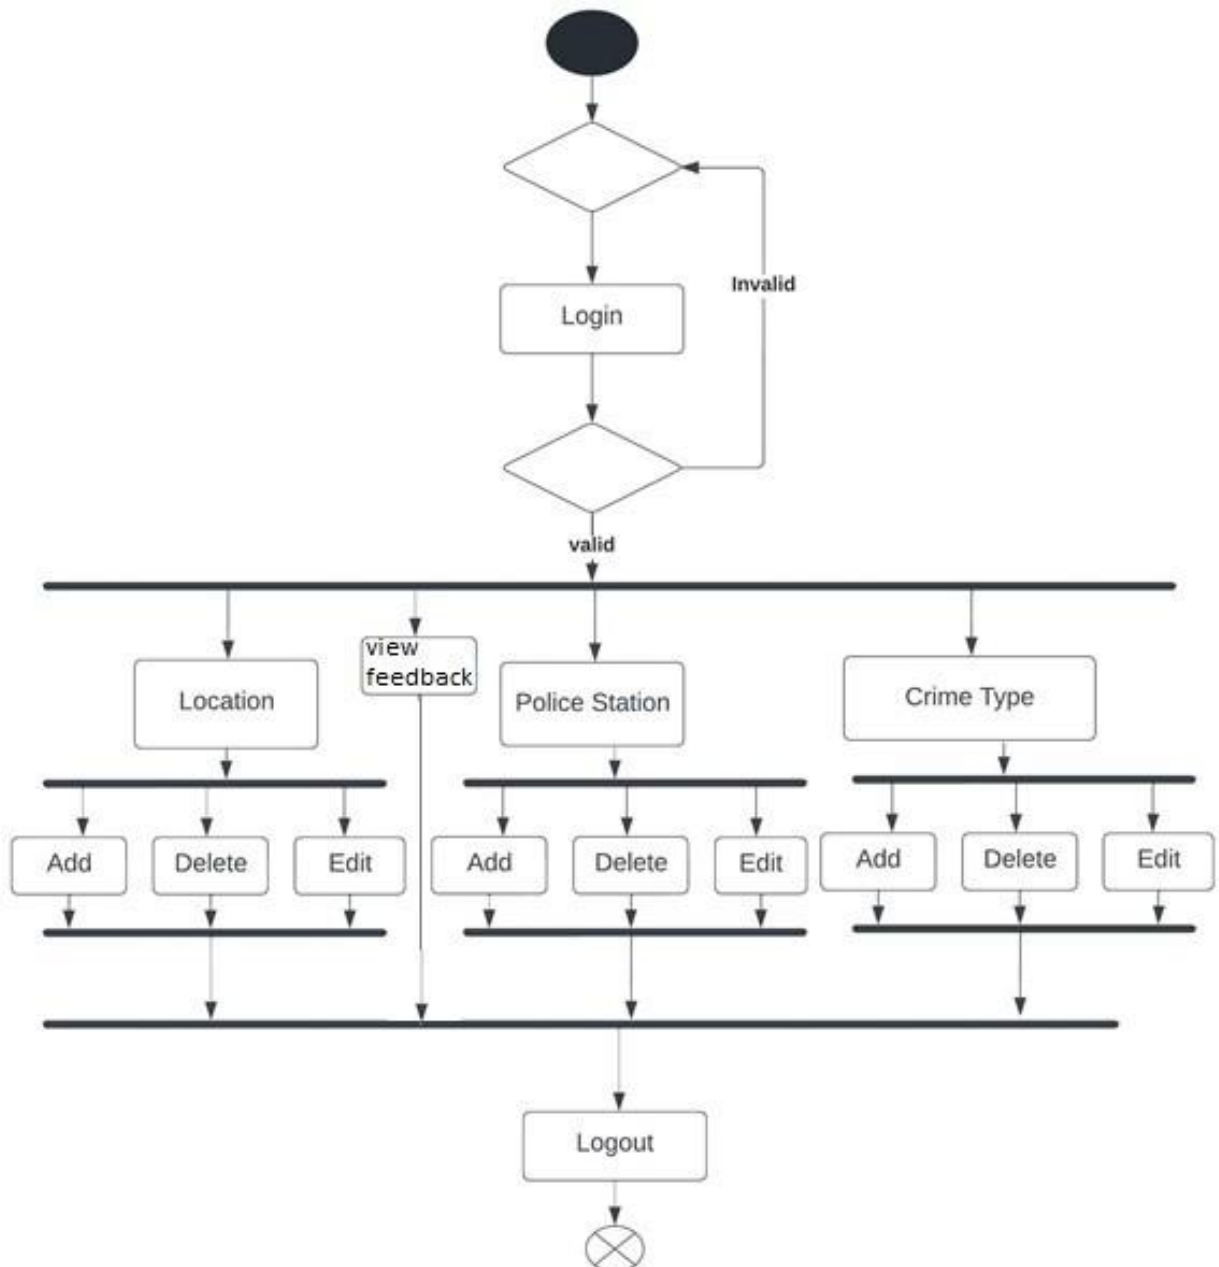 Login
Invalid
valid
Location
view
feedback
Police Station
Crime Type
Add
Delete
Edit
Add
Delete
Edit
Add
Delete
Edit
Logout